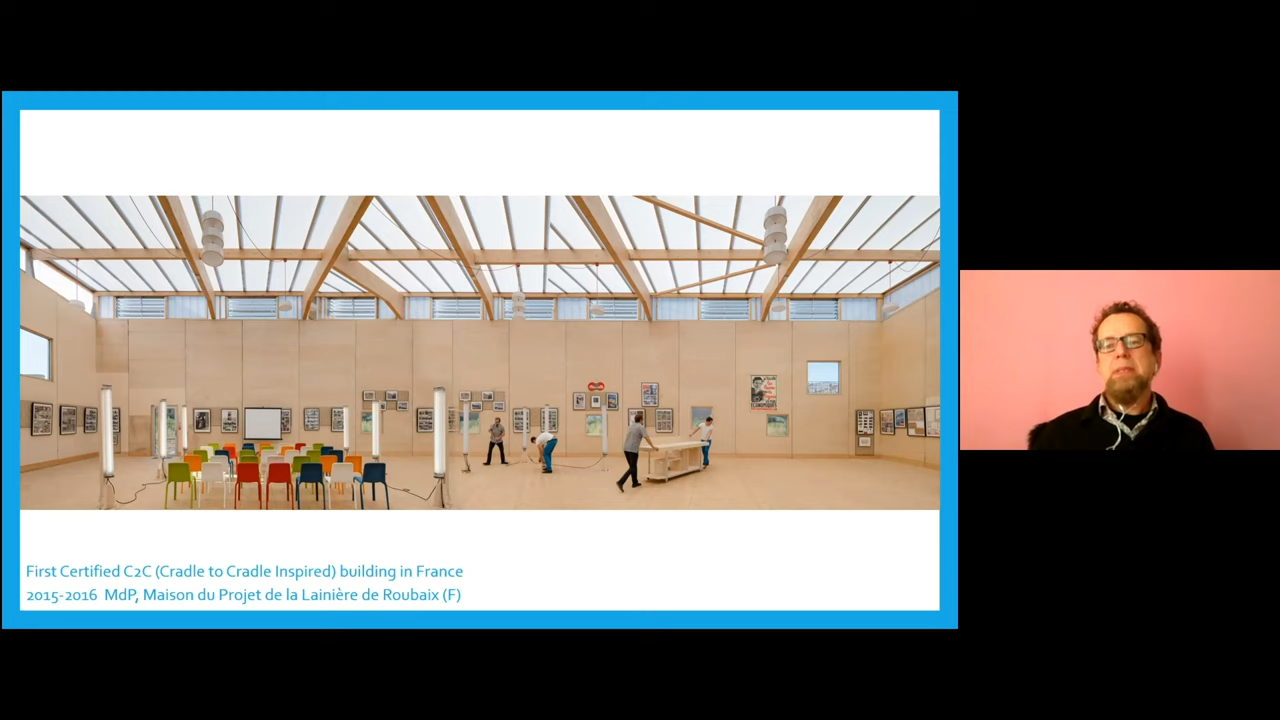 First Certified C2C (Cradle to Cradle Inspired) building in France
2015-2016 MdP, Maison du Projet de la Lainière de Roubaix (F)